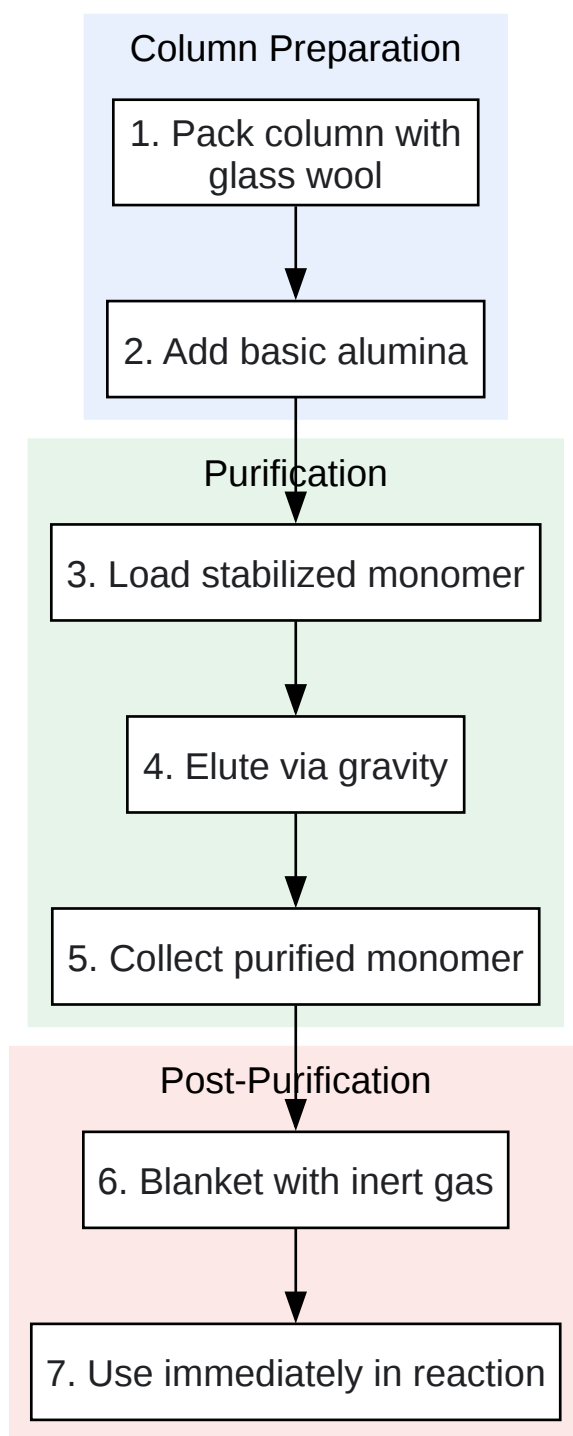 Column Preparation
1. Pack column with
glass wool
2. Add basic alumina
Purification
3. Load stabilized monomer
4. Elute via gravity
5. Collect purified monomer
Post-Purification
6. Blanket with inert gas
7. Use immediately in reaction